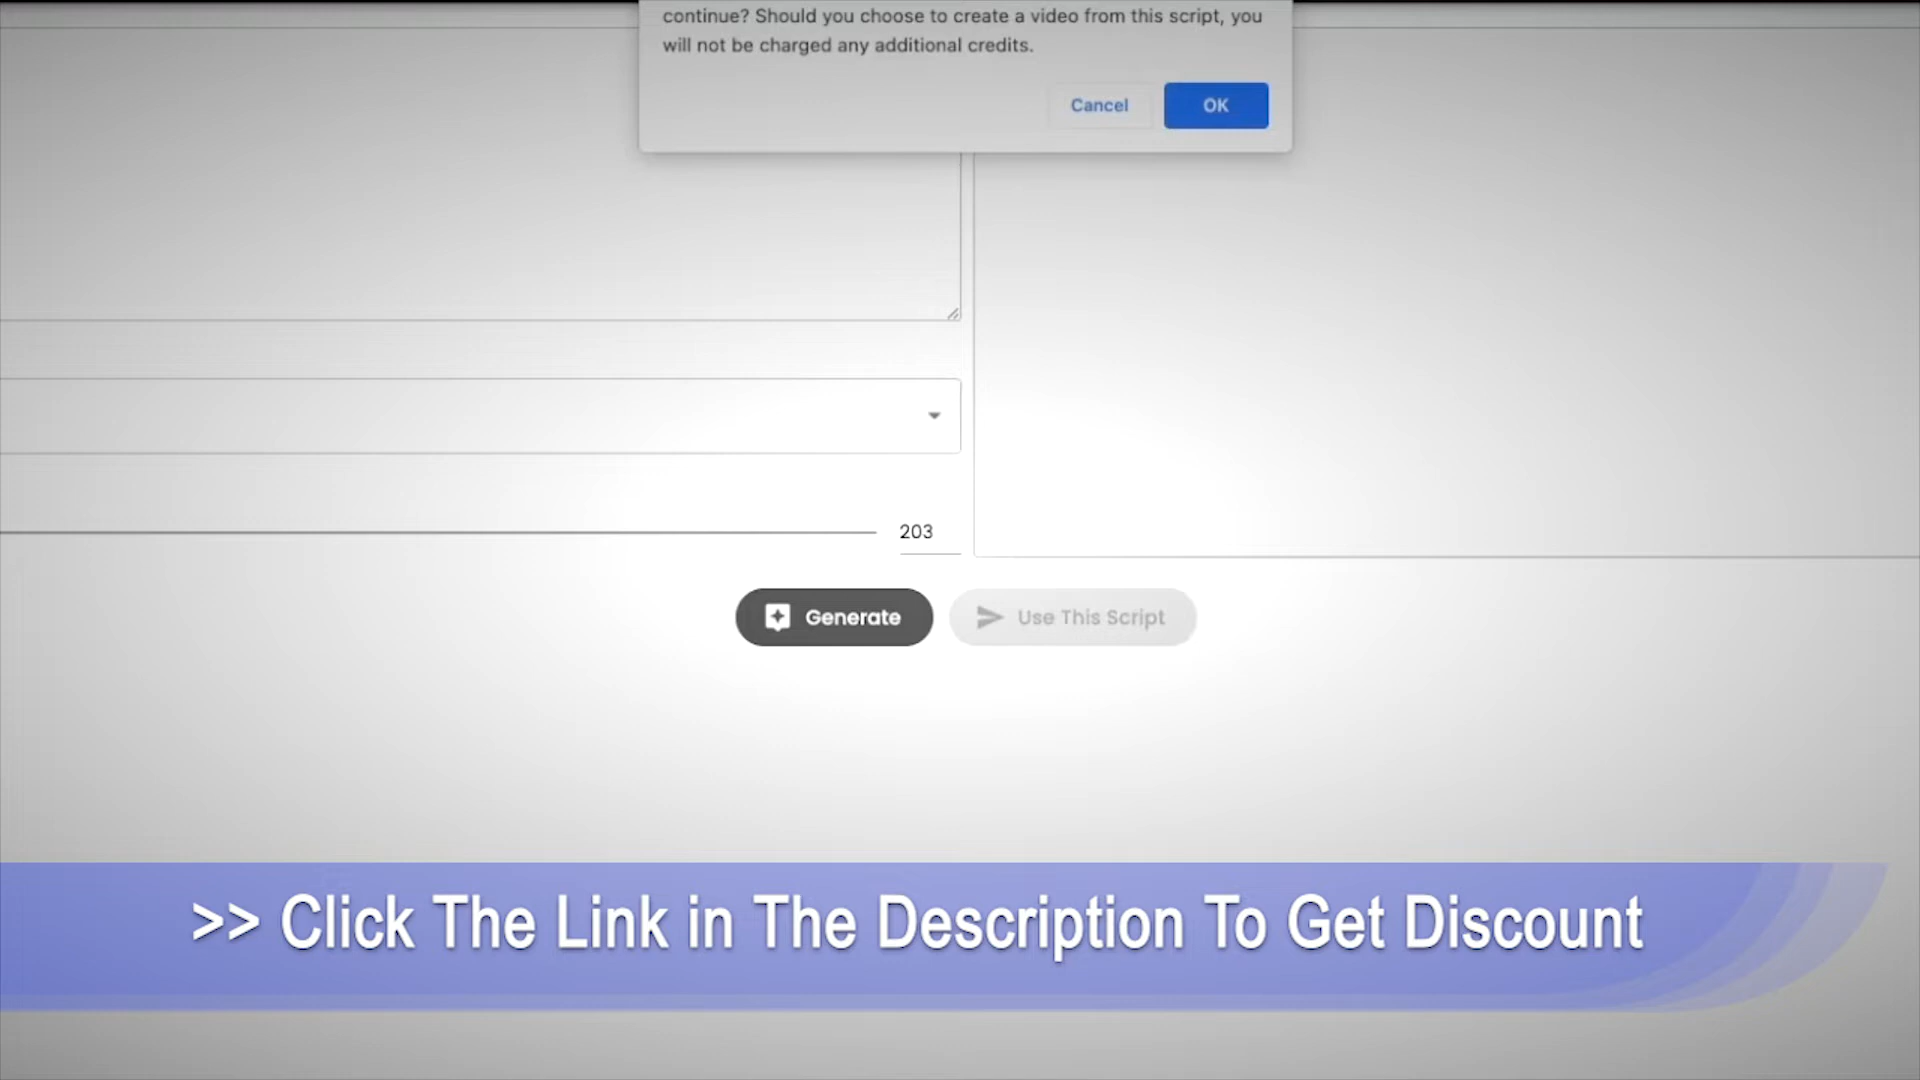 continue? Should you choose to create a video from this script, you
will not be charged any additional credits.
Cancel
OK
203
Generate
Use This Script
>> Click The Link in The Description To Get Discount